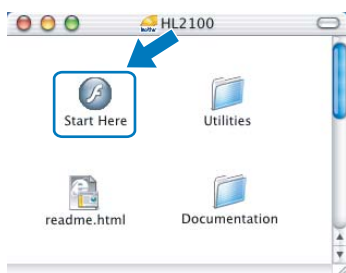 HL2100
Start Here
Utilities
readme.html
Documentation